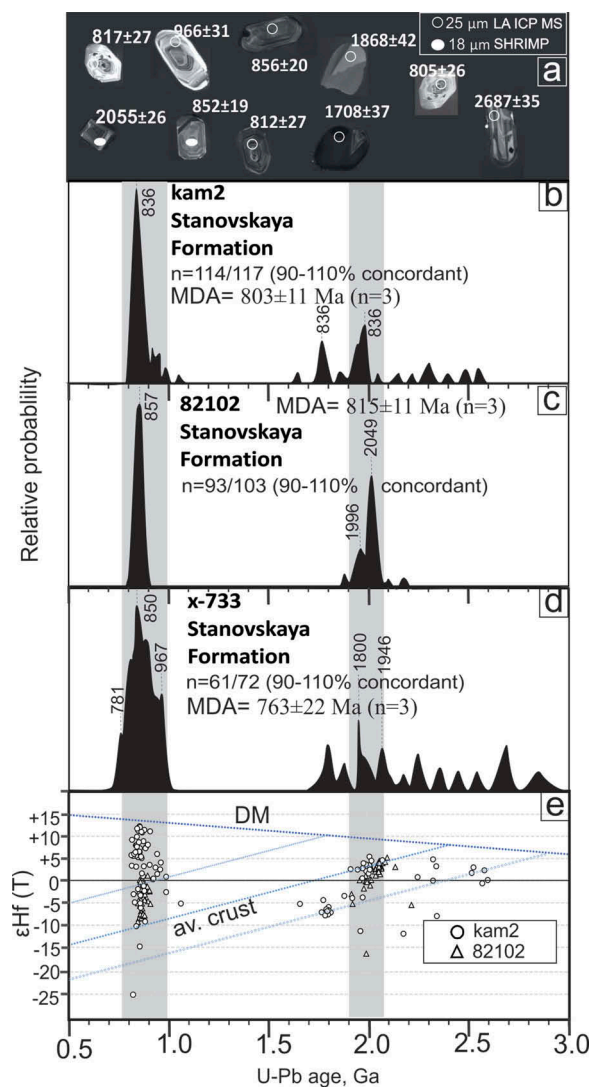 817±27
966±31
856±20
1868±42
25 µm LA ICP MS
18 µm SHRIMP
805±26
a
2687±35
2055±26
852±19
812±27
1708±37
b
kam2
Stanovskaya
Formation
n=114/117 (90-110% concordant)
MDA= 803±11 Ma (n=3)
836
836
836
c
82102
MDA= 815±11 Ma (n=3)
Stanovskaya
Formation
n=93/103 (90-110% concordant)
857
1996
2049
Relative probablility
d
x-733
Stanovskaya
Formation
n=61/72 (90-110% concordant)
MDA= 763±22 Ma (n=3)
781
850
967
1800
1946
e
DM
av. crust
kam2
82102
+15
+10
+5
0
-5
-10
-15
-20
-25
εHf (T)
0.5
1.0
1.5
2.0
2.5
3.0
U-Pb age, Ga